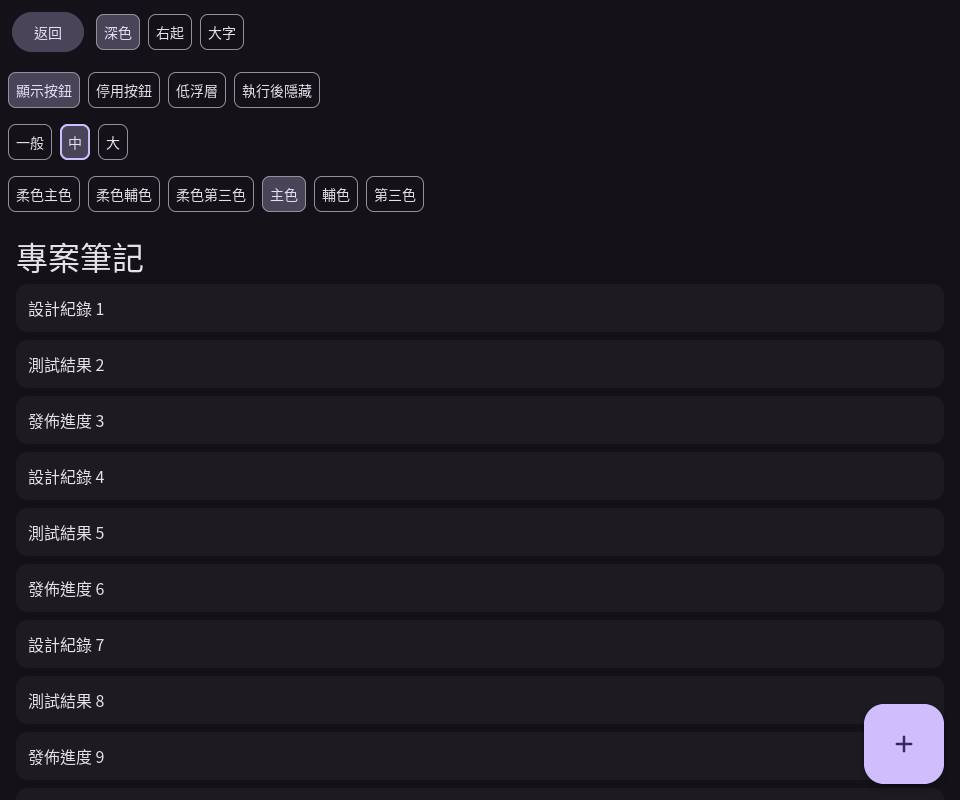 返回 深色 右起 大字
顯示按鈕 停用按鈕 低浮層 執行後隱藏
一般 中 大
柔色主色 柔色輔色 柔色第三色 主色 輔色 第三色
專案筆記
設計紀錄 1
測試結果 2
發佈進度 3
設計紀錄 4
測試結果 5
發佈進度 6
設計紀錄 7
測試結果 8
發佈進度 9
+